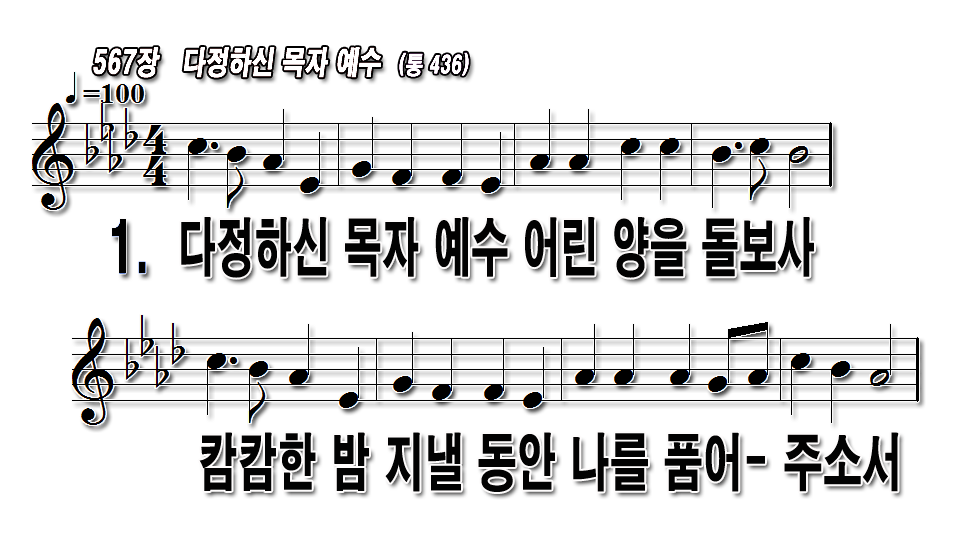 567장 다정하신 목자 예수 (통 436)
♩=100
4/4
1. 다정하신 목자 예수 어린 양을 돌보사
캄캄한 밤 지낼 동안 나를 품어- 주소서